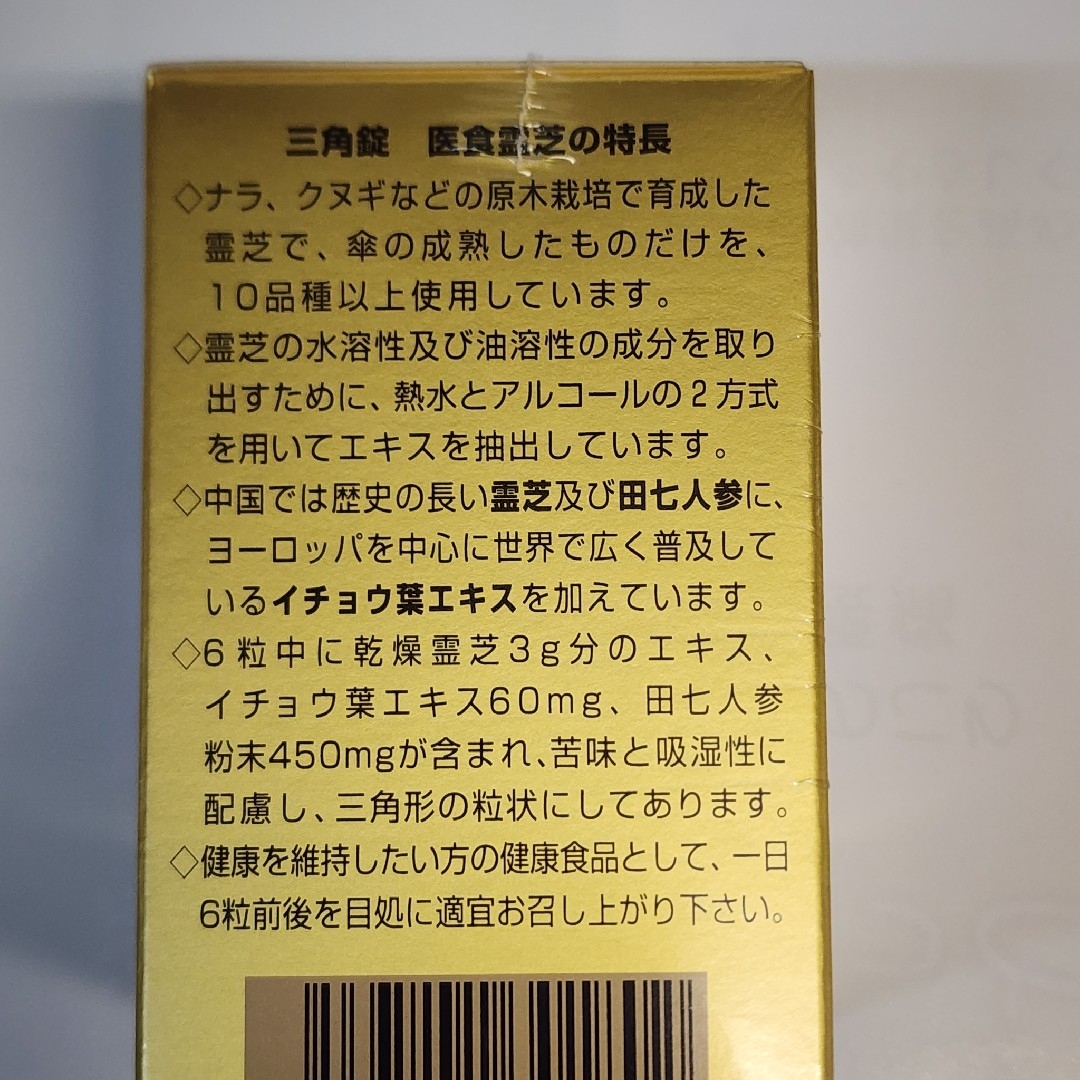 三角錠 医食霊芝の特長
◇ナラ、クヌギなどの原木栽培で育成した
霊芝で、傘の成熟したものだけを、
10品種以上使用しています。
◇霊芝の水溶性及び油溶性の成分を取り
出すために、熱水とアルコールの2方式
を用いてエキスを抽出しています。
◇中国では歴史の長い霊芝及び田七人参に、
ヨーロッパを中心に世界で広く普及して
いるイチョウ葉エキスを加えています。
◇6粒中に乾燥霊芝3g分のエキス、
イチョウ葉エキス60mg、田七人参
粉末450mgが含まれ、苦味と吸湿性に
配慮し、三角形の粒状にしてあります。
◇健康を維持したい方の健康食品として、一日
6粒前後を目処に適宜お召し上がり下さい。